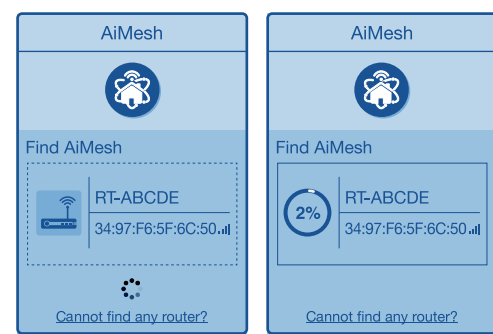 AiMesh
Find AiMesh
RT-ABCDE
34:97:F6:5F:6C:50
Cannot find any router?
AiMesh
Find AiMesh
2%
RT-ABCDE
34:97:F6:5F:6C:50
Cannot find any router?